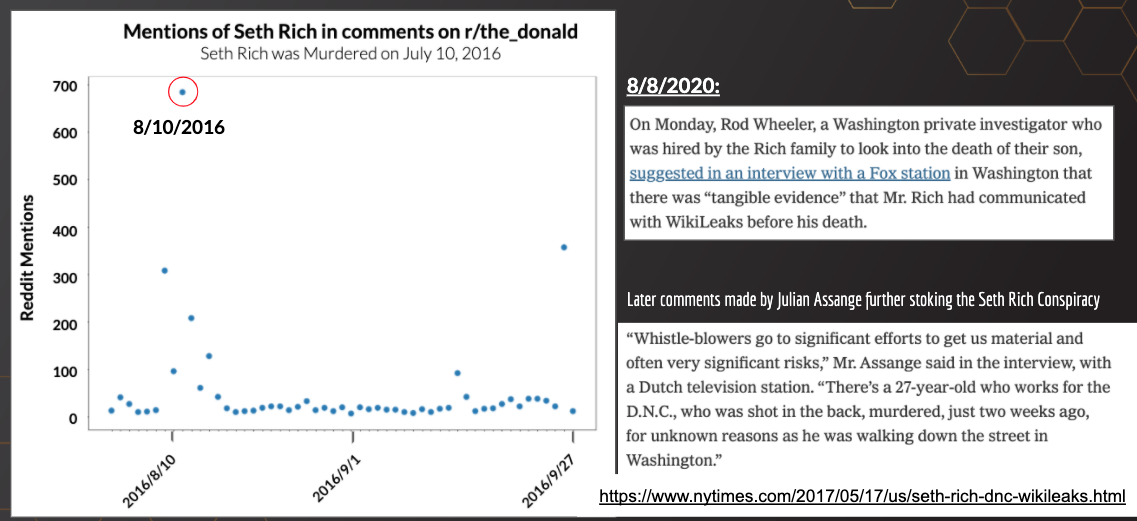 Mentions of Seth Rich in comments on r/the_donald
Seth Rich was Murdered on July 10, 2016
700
600
500
400
300
200
100
0
Reddit Mentions
8/10/2016
2016/8/10
2016/9/1
2016/9/27
8/8/2020:
On Monday, Rod Wheeler, a Washington private investigator who
was hired by the Rich family to look into the death of their son,
suggested in an interview with a Fox station in Washington that
there was “tangible evidence” that Mr. Rich had communicated
with WikiLeaks before his death.
Later comments made by Julian Assange further stoking the Seth Rich Conspiracy
“Whistle-blowers go to significant efforts to get us material and
often very significant risks,” Mr. Assange said in the interview, with
a Dutch television station. “There’s a 27-year-old who works for the
D.N.C., who was shot in the back, murdered, just two weeks ago,
for unknown reasons as he was walking down the street in
Washington.”
https://www.nytimes.com/2017/05/17/us/seth-rich-dnc-wikileaks.html